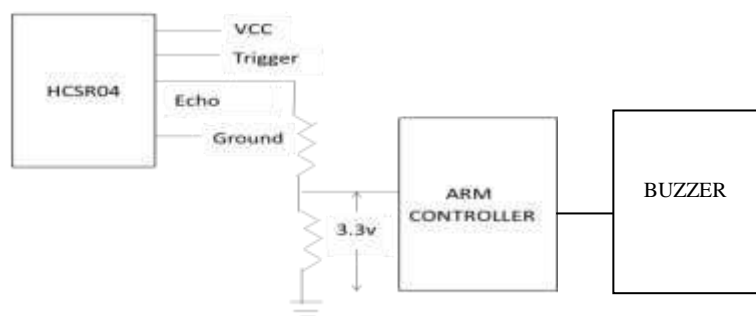 VCC
Trigger
HCSR04
Echo
Ground
3.3v
ARM
CONTROLLER
BUZZER